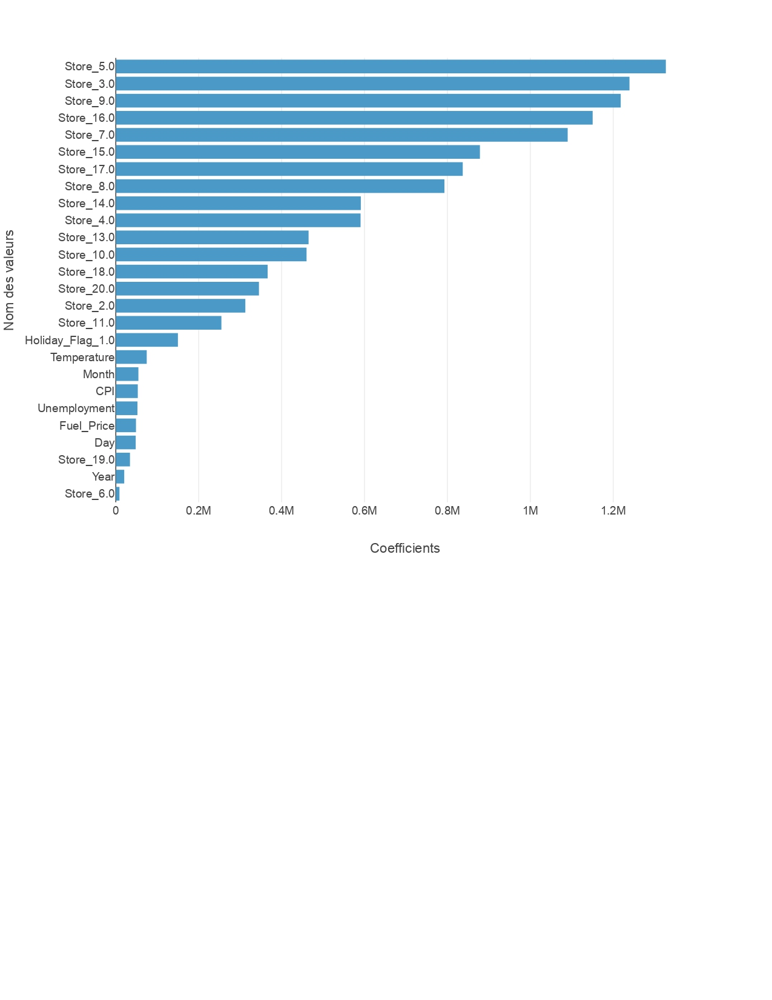 Nom des valeurs
Store_5.0
Store_3.0
Store_9.0
Store_16.0
Store_7.0
Store_15.0
Store_17.0
Store_8.0
Store_14.0
Store_4.0
Store_13.0
Store_10.0
Store_18.0
Store_20.0
Store_2.0
Store_11.0
Holiday_Flag_1.0
Temperature
Month
CPI
Unemployment
Fuel_Price
Day
Store_19.0
Year
Store_6.0
0 0.2M 0.4M 0.6M 0.8M 1M 1.2M
Coefficients